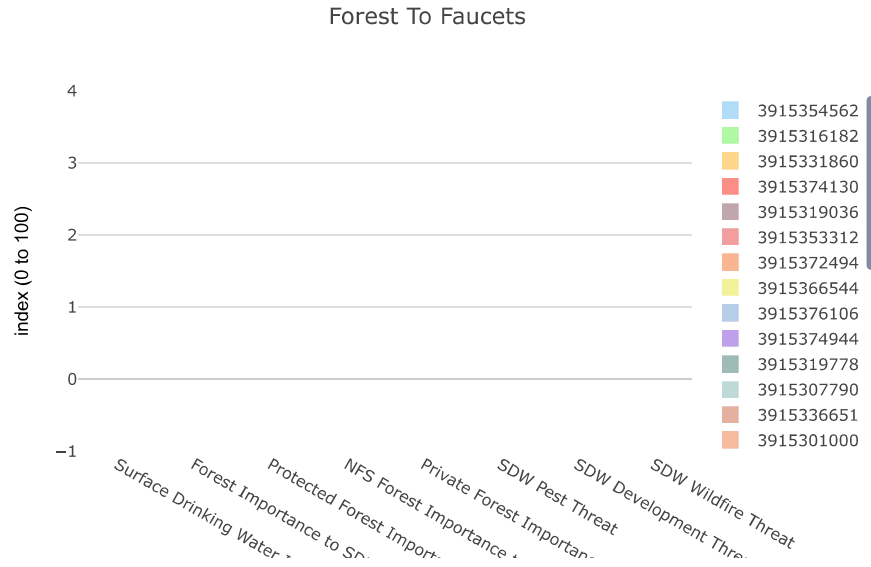 Forest To Faucets
index (0 to 100)
4
3
2
1
0
−1
Surface Drinking Water
Forest Importance to
Protected Forest
NFS Forest Importance
Private Forest
SDW Pest Threat
SDW Development
SDW Wildfire Threat
3915354562
3915316182
3915331860
3915374130
3915319036
3915353312
3915372494
3915366544
3915376106
3915374944
3915319778
3915307790
3915336651
3915301000